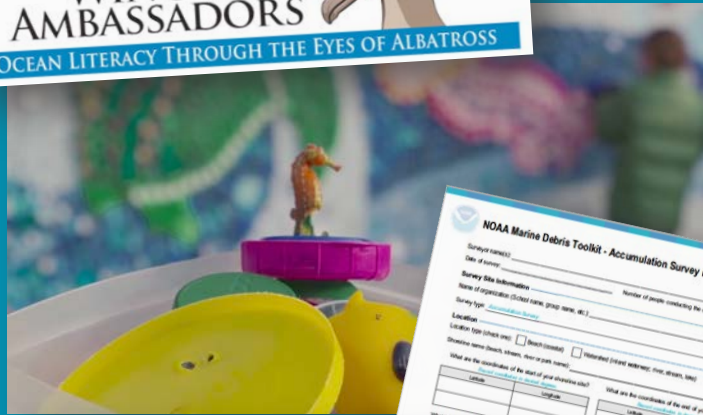 AMBASSADORS
OCEAN LITERACY THROUGH THE EYES OF ALBATROSS
NOAA Marine Debris Toolkit - Accumulation Survey
Surveyor name(s):
Date of survey:
Number of people conducting the
Survey Site Information
Name of organization (School name, group name, etc.)
Survey type: Accumulation Survey
Location
Location type (check one): Beach (coastal) Watershed (inland waterway; river, stream, lake)
Shoreline name (beach, stream, river or park name):
What are the coordinates of the start of your shoreline site?
What are the coordinates of the end of
Latitude
Longitude
Latitude